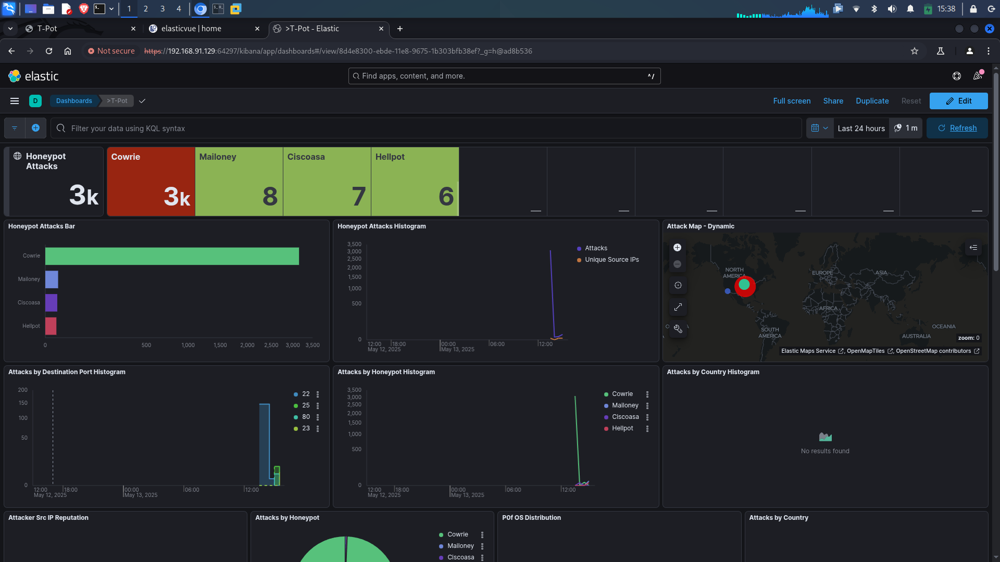 1 2 3 4 15:38
T-Pot
elasticvue | home
>T-Pot - Elastic
Not secure https://192.168.91.129:64297/kibana/app/dashboards#/view/8d4e8300-ebde-11e8-9675-1b303bfb38ef?_g=h@ad8b536
elastic
Find apps, content, and more.
^/
D Dashboards >T-Pot
Full screen Share Duplicate Reset Edit
Filter your data using KQL syntax
Last 24 hours 1 m Refresh
Honeypot
Attacks
3k
Cowrie
3k
Mailoney
8
Ciscoasa
7
Hellpot
6
Honeypot Attacks Bar
Cowrie
Mailoney
Ciscoasa
Hellpot
0 500 1,000 1,500 2,000 2,500 3,000 3,500
Honeypot Attacks Histogram
3,500
3,000
2,500
2,000
1,500
1,000
500
0
12:00 18:00 00:00 06:00 12:00
May 12, 2025 May 13, 2025
Attacks
Unique Source IPs
Attack Map - Dynamic
NORTH
AMERICA
EUROPE
ASIA
AFRICA
SOUTH
AMERICA
OCEANIA
AUSTRALIA
zoom: 0
Elastic Maps Service , OpenMapTiles , OpenStreetMap contributors
Attacks by Destination Port Histogram
200
150
100
50
0
12:00 18:00 00:00 06:00 12:00
May 12, 2025 May 13, 2025
22
25
80
23
Attacks by Honeypot Histogram
3,500
3,000
2,500
2,000
1,500
1,000
500
0
12:00 18:00 00:00 06:00 12:00
May 12, 2025 May 13, 2025
Cowrie
Mailoney
Ciscoasa
Hellpot
Attacks by Country Histogram
No results found
Attacker Src IP Reputation
Attacks by Honeypot
Cowrie
Mailoney
Ciscoasa
P0f OS Distribution
Attacks by Country